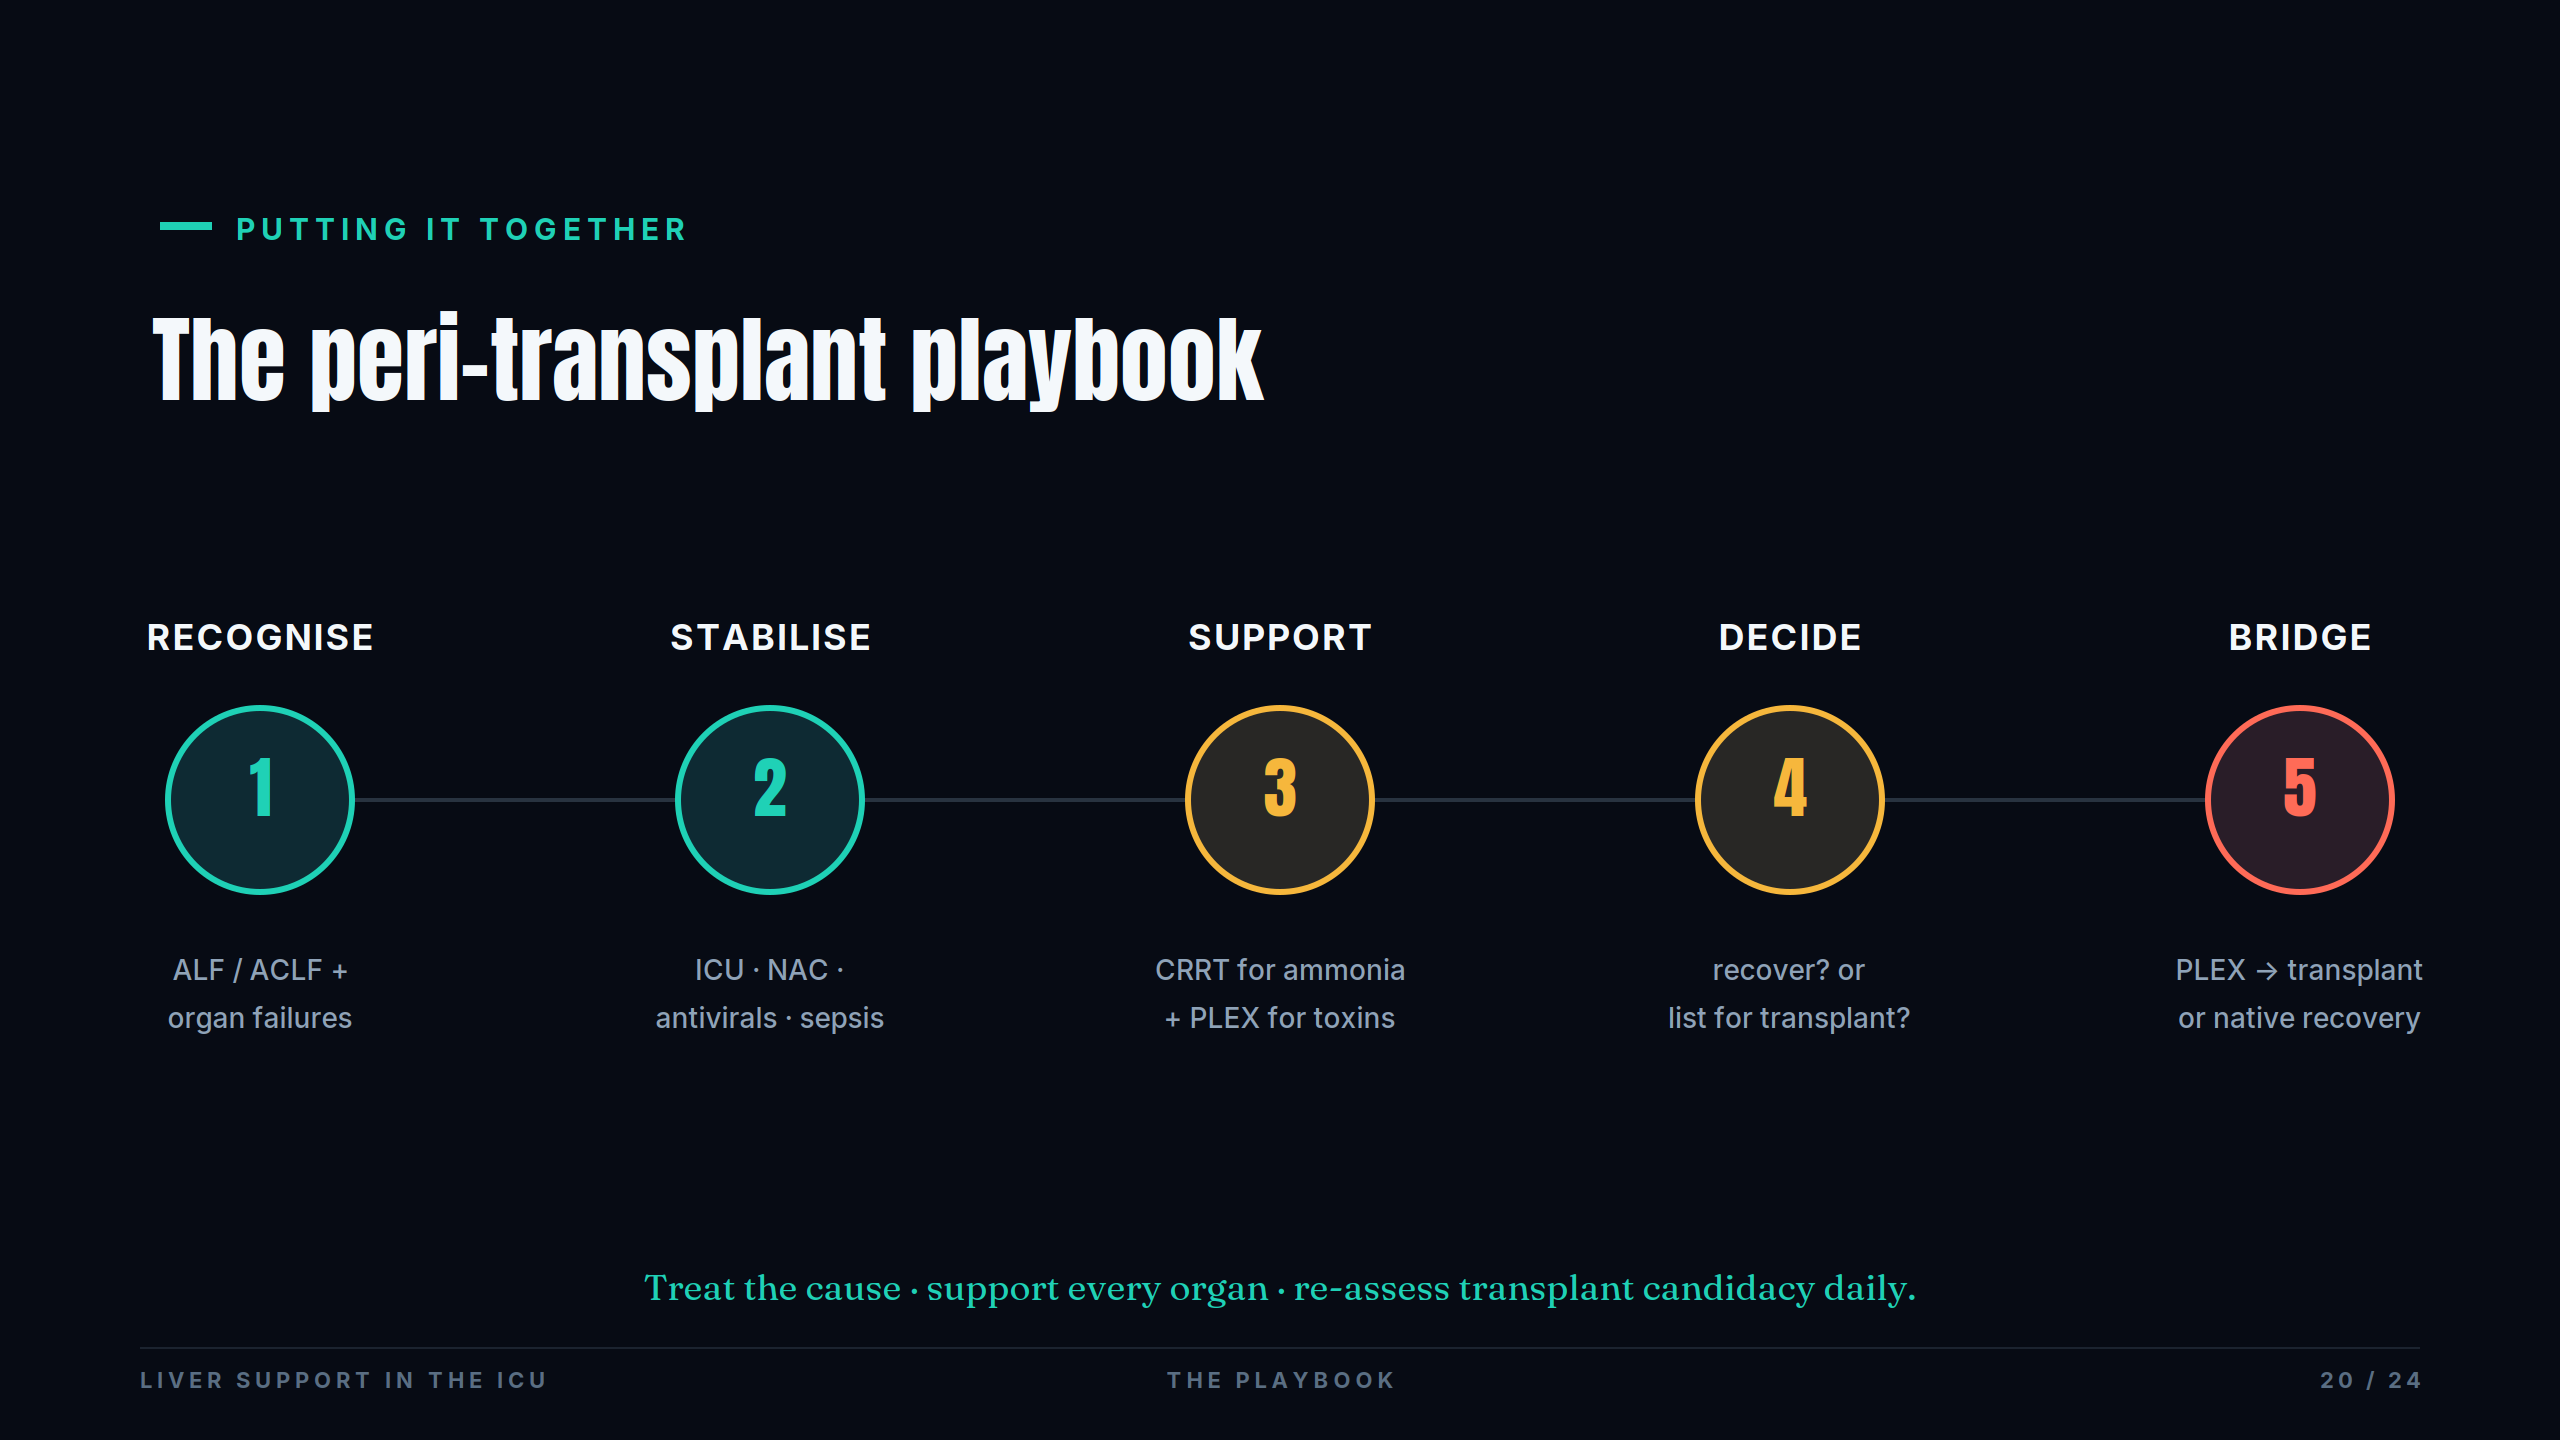 PUTTING IT TOGETHER
The peri-transplant playbook
RECOGNISE
1
ALF / ACLF +
organ failures
STABILISE
2
ICU · NAC ·
antivirals · sepsis
SUPPORT
3
CRRT for ammonia
+ PLEX for toxins
DECIDE
4
recover? or
list for transplant?
BRIDGE
5
PLEX → transplant
or native recovery
Treat the cause · support every organ · re-assess transplant candidacy daily.
LIVER SUPPORT IN THE ICU
THE PLAYBOOK
20 / 24